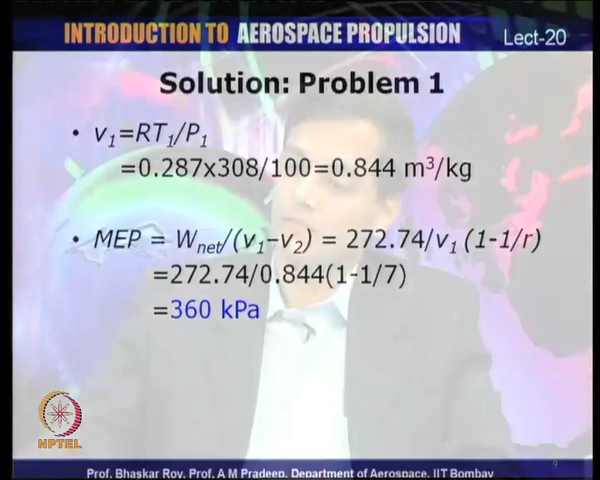 INTRODUCTION TO AEROSPACE PROPULSION
Lect-20
Solution: Problem 1
• v₁=RT₁/P₁
=0.287x308/100=0.844 m³/kg
• MEP = Wnet/(v₁–v₂) = 272.74/v₁ (1-1/r)
=272.74/0.844(1-1/7)
=360 kPa
NPTEL
9
Prof. Bhaskar Roy, Prof. A M Pradeep, Department of Aerospace, IIT Bombay